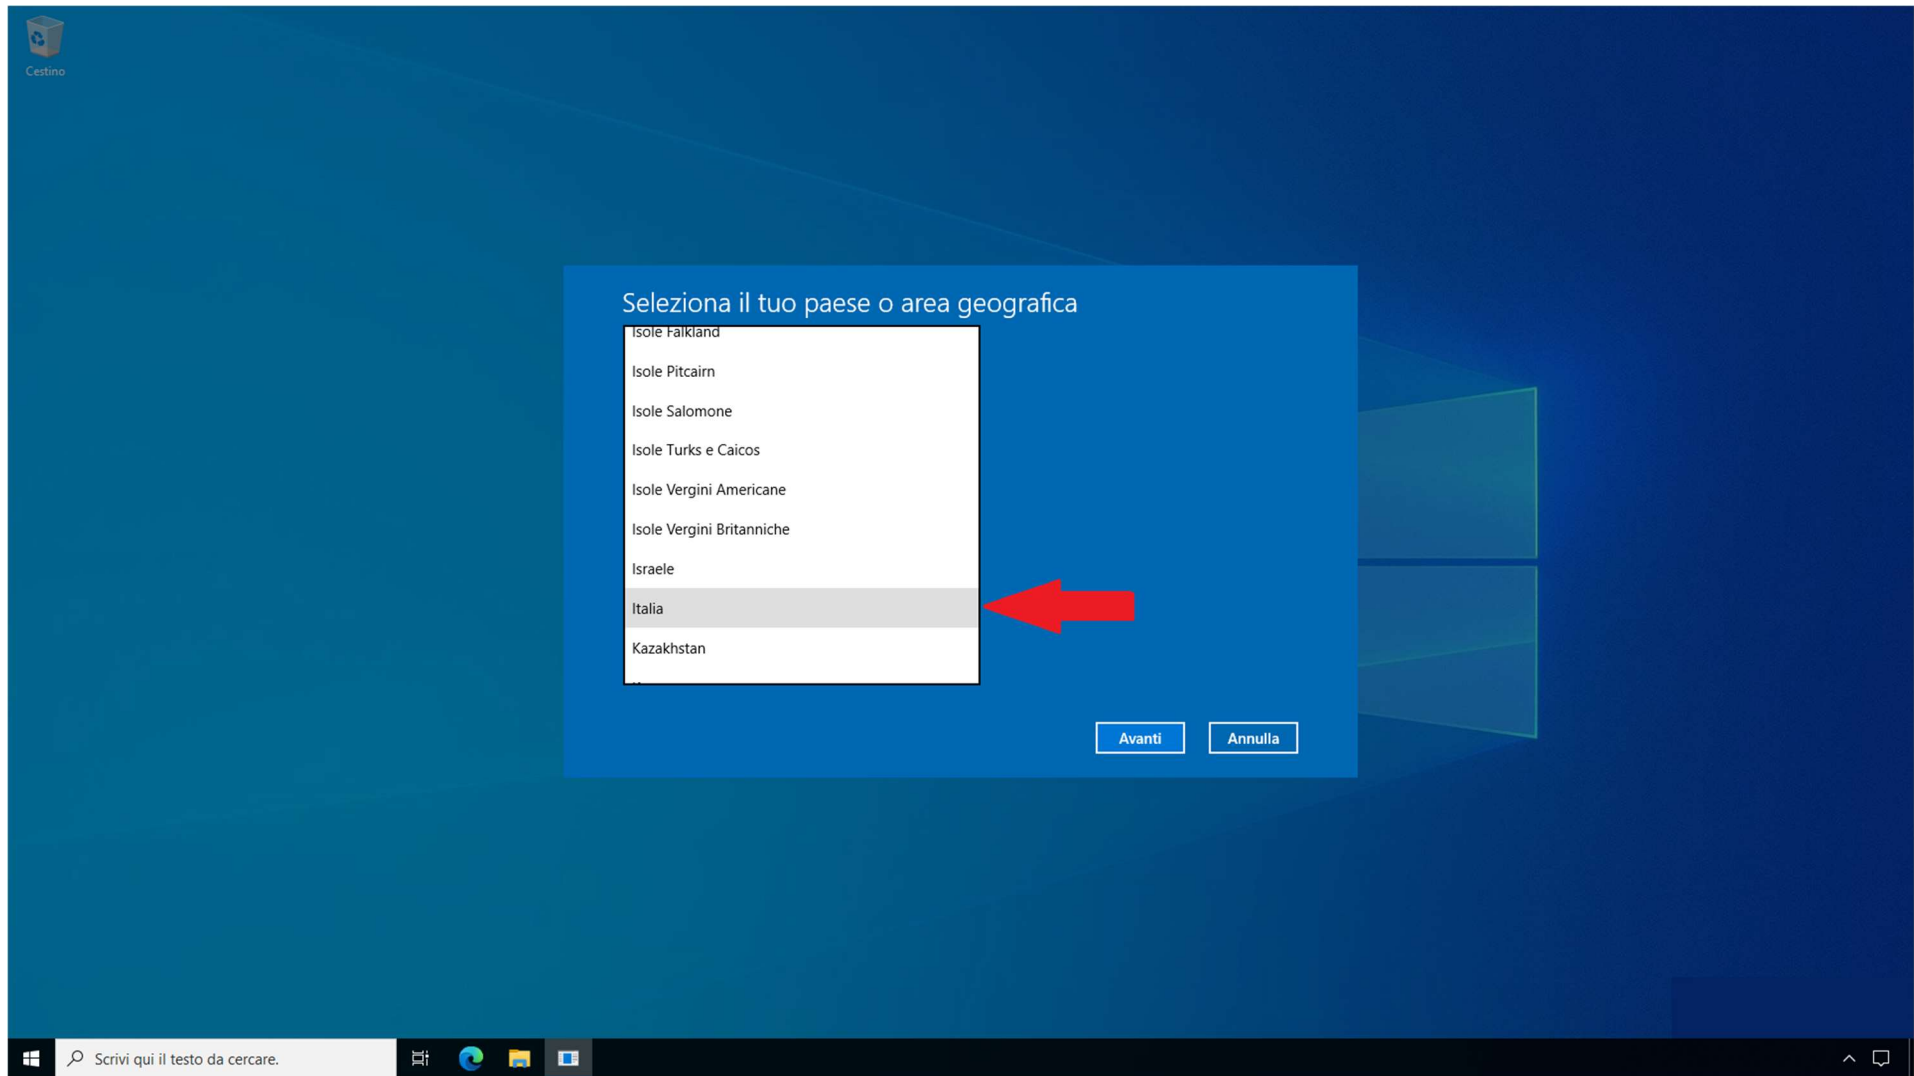 Cestino
Seleziona il tuo paese o area geografica
Isole Falkland
Isole Pitcairn
Isole Salomone
Isole Turks e Caicos
Isole Vergini Americane
Isole Vergini Britanniche
Israele
Italia
Kazakhstan
Avanti
Annulla
Scrivi qui il testo da cercare.